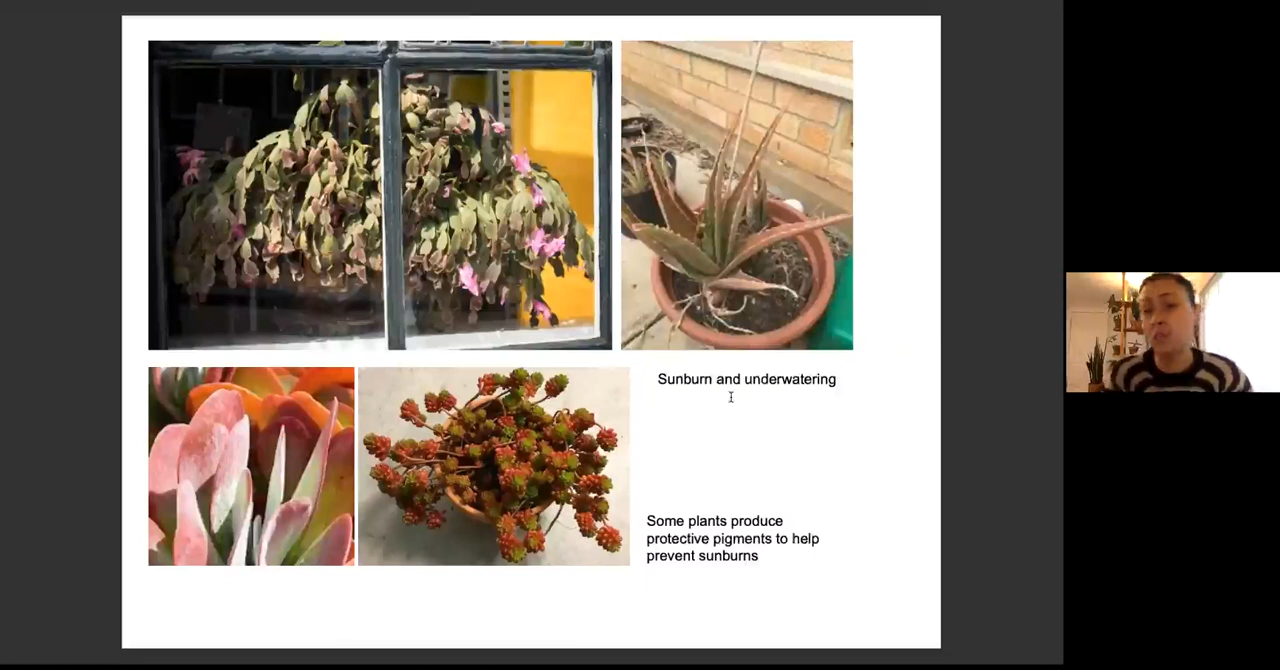 Sunburn and underwatering
Some plants produce
protective pigments to help
prevent sunburns